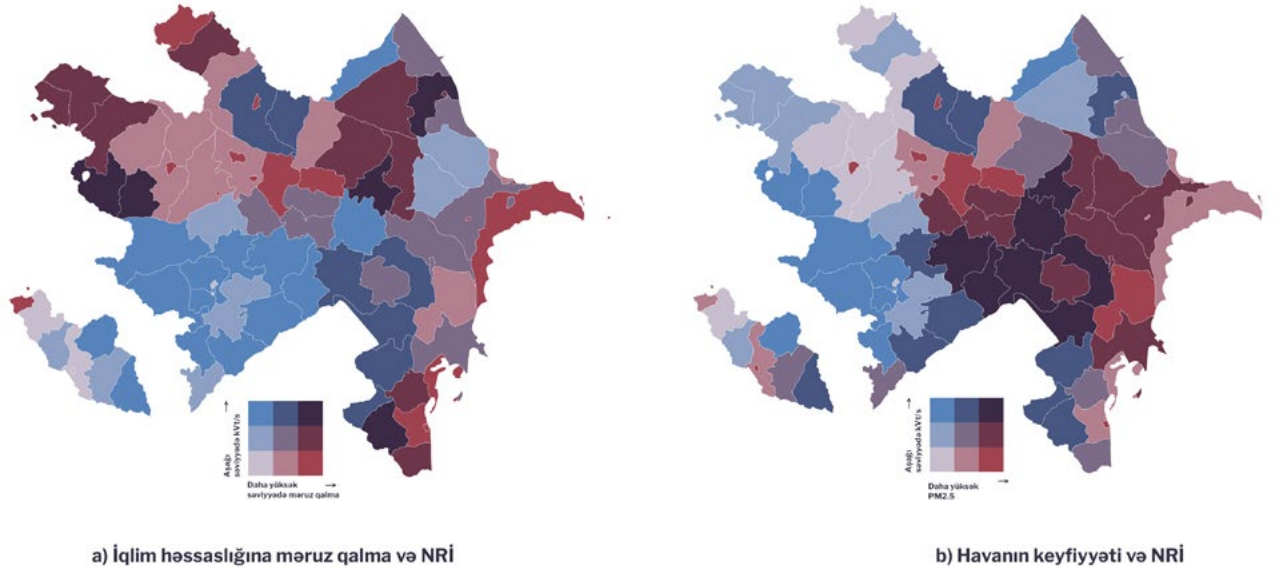 Aşağı
səviyyədə kVt/s
Daha yüksək
səviyyədə məruz qalma
Aşağı
səviyyədə kVt/s
Daha yüksək
PM2.5
a) İqlim həssaslığına məruz qalma və NRİ
b) Havanın keyfiyyəti və NRİ